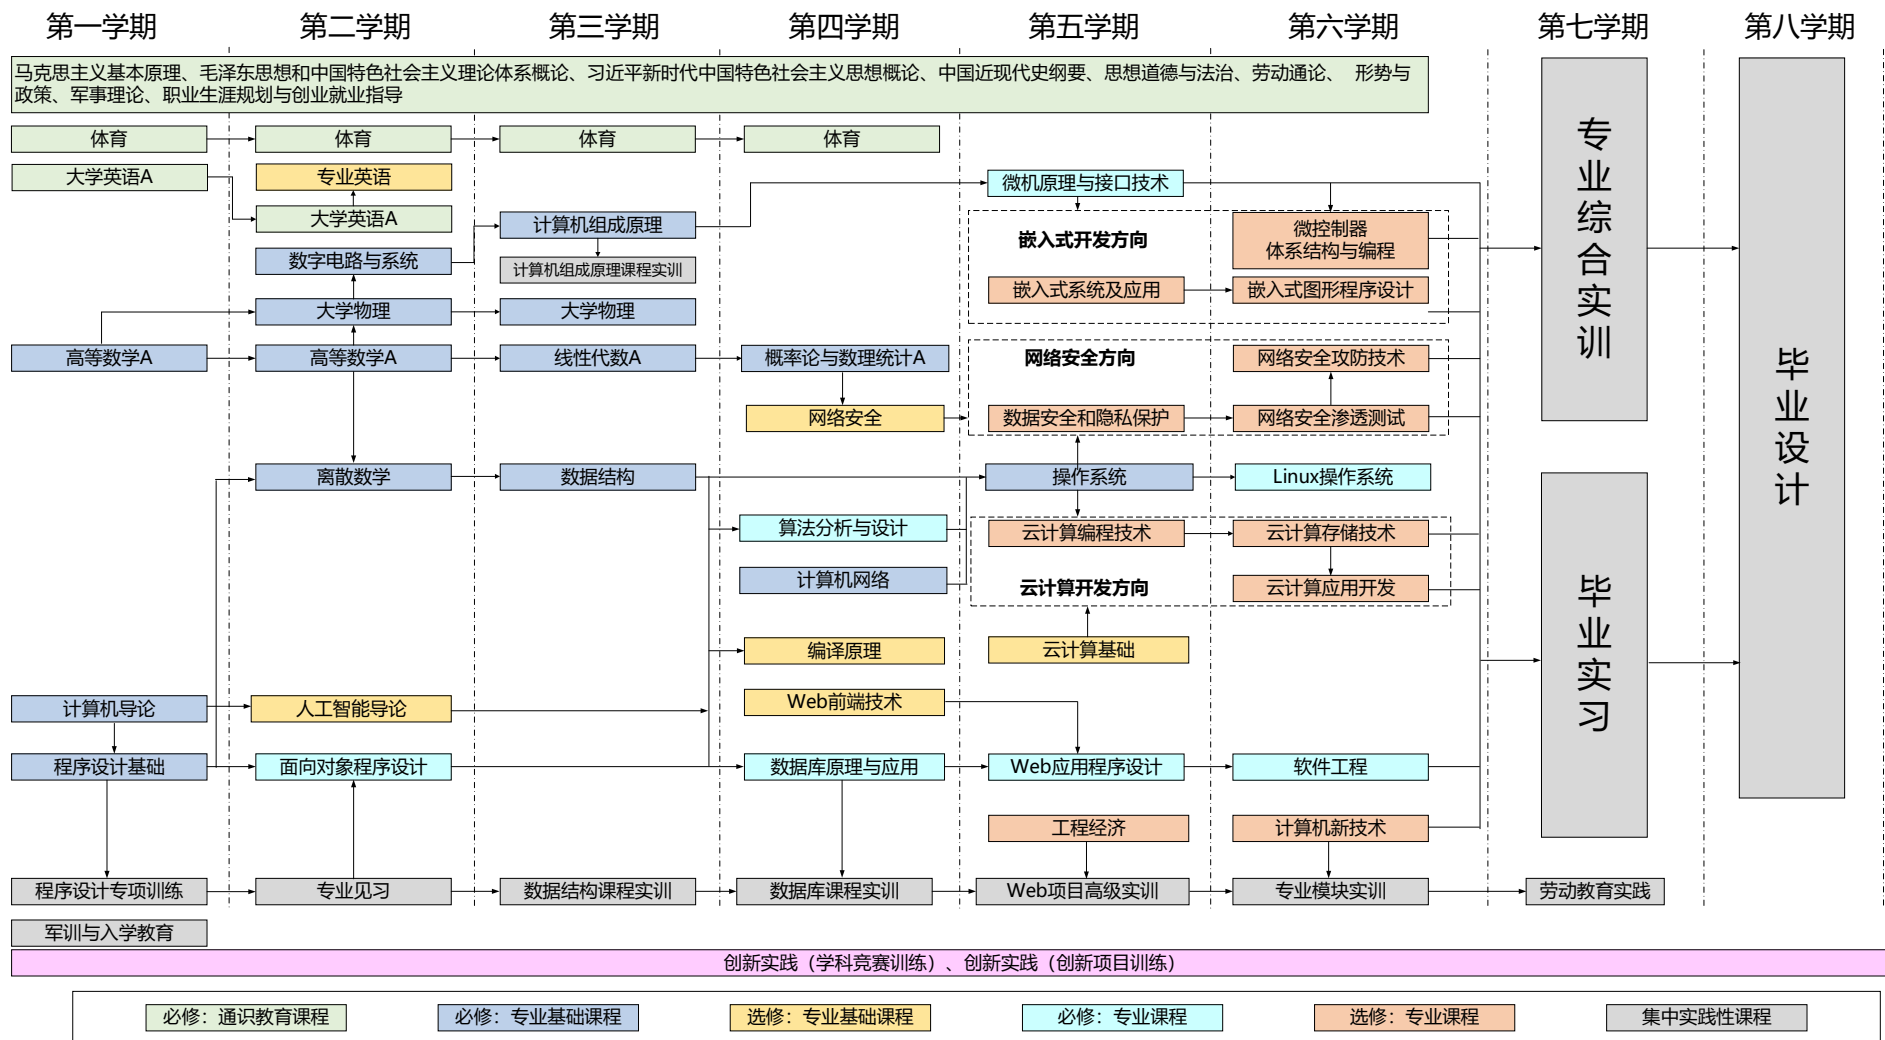 第一学期
第二学期
第三学期
第四学期
第五学期
第六学期
第七学期
第八学期
马克思主义基本原理、毛泽东思想和中国特色社会主义理论体系概论、习近平新时代中国特色社会主义思想概论、中国近现代史纲要、思想道德与法治、劳动通论、 形势与
政策、军事理论、职业生涯规划与创业就业指导
体育
体育
体育
体育
大学英语A
专业英语
微机原理与接口技术
大学英语A
计算机组成原理
嵌入式开发方向
微控制器
体系结构与编程
数字电路与系统
计算机组成原理课程实训
嵌入式系统及应用
嵌入式图形程序设计
大学物理
大学物理
高等数学A
高等数学A
线性代数A
概率论与数理统计A
网络安全方向
网络安全攻防技术
网络安全
数据安全和隐私保护
网络安全渗透测试
离散数学
数据结构
操作系统
Linux操作系统
算法分析与设计
云计算编程技术
云计算存储技术
计算机网络
云计算开发方向
云计算应用开发
编译原理
云计算基础
计算机导论
人工智能导论
Web前端技术
程序设计基础
面向对象程序设计
数据库原理与应用
Web应用程序设计
软件工程
工程经济
计算机新技术
程序设计专项训练
专业见习
数据结构课程实训
数据库课程实训
Web项目高级实训
专业模块实训
劳动教育实践
军训与入学教育
专业综合实训
毕业实习
毕业设计
创新实践（学科竞赛训练）、创新实践（创新项目训练）
必修：通识教育课程
必修：专业基础课程
选修：专业基础课程
必修：专业课程
选修：专业课程
集中实践性课程